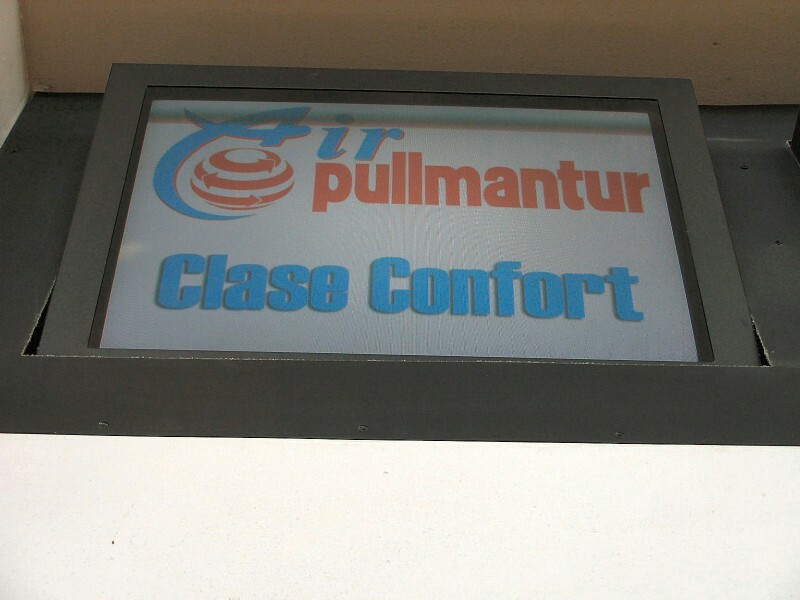 Air
pullmantur
Clase Confort